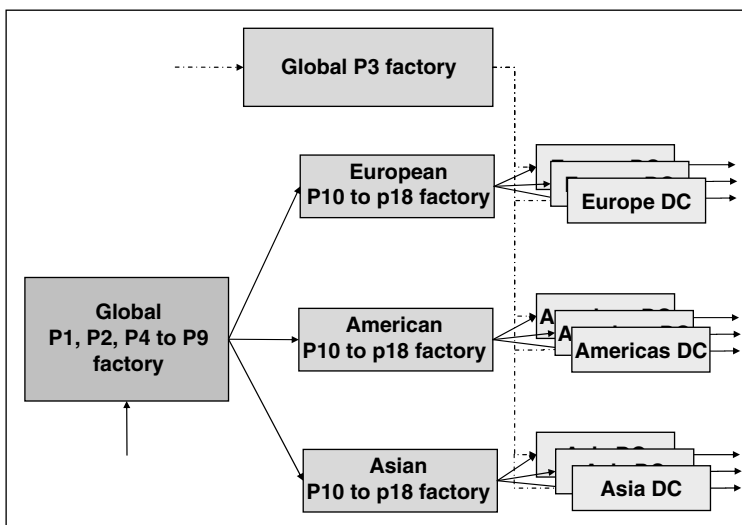 Global P3 factory
European
P10 to p18 factory
Europe DC
Global
P1, P2, P4 to P9
factory
American
P10 to p18 factory
Americas DC
Asian
P10 to p18 factory
Asia DC